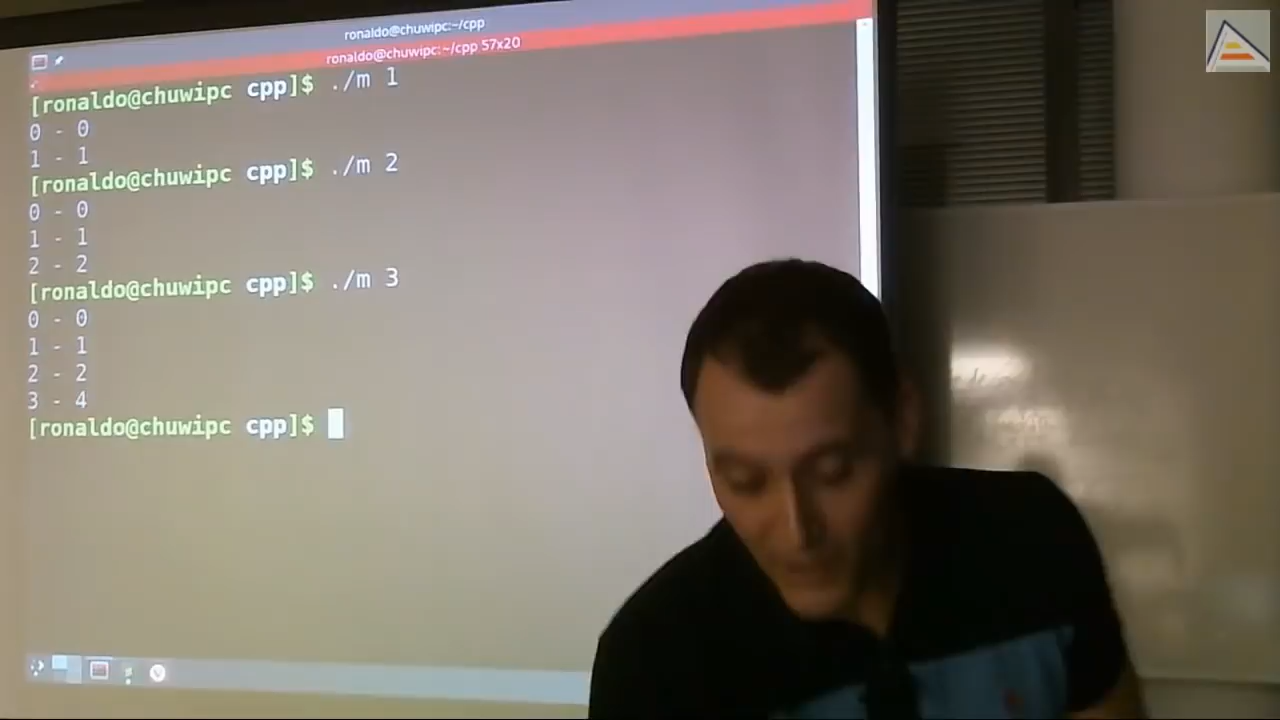 ronaldo@chuwipc:~/cpp
ronaldo@chuwipc:~/cpp 57x20
[ronaldo@chuwipc cpp]$ ./m 1
0 - 0
1 - 1
[ronaldo@chuwipc cpp]$ ./m 2
0 - 0
1 - 1
2 - 2
[ronaldo@chuwipc cpp]$ ./m 3
0 - 0
1 - 1
2 - 2
3 - 4
[ronaldo@chuwipc cpp]$